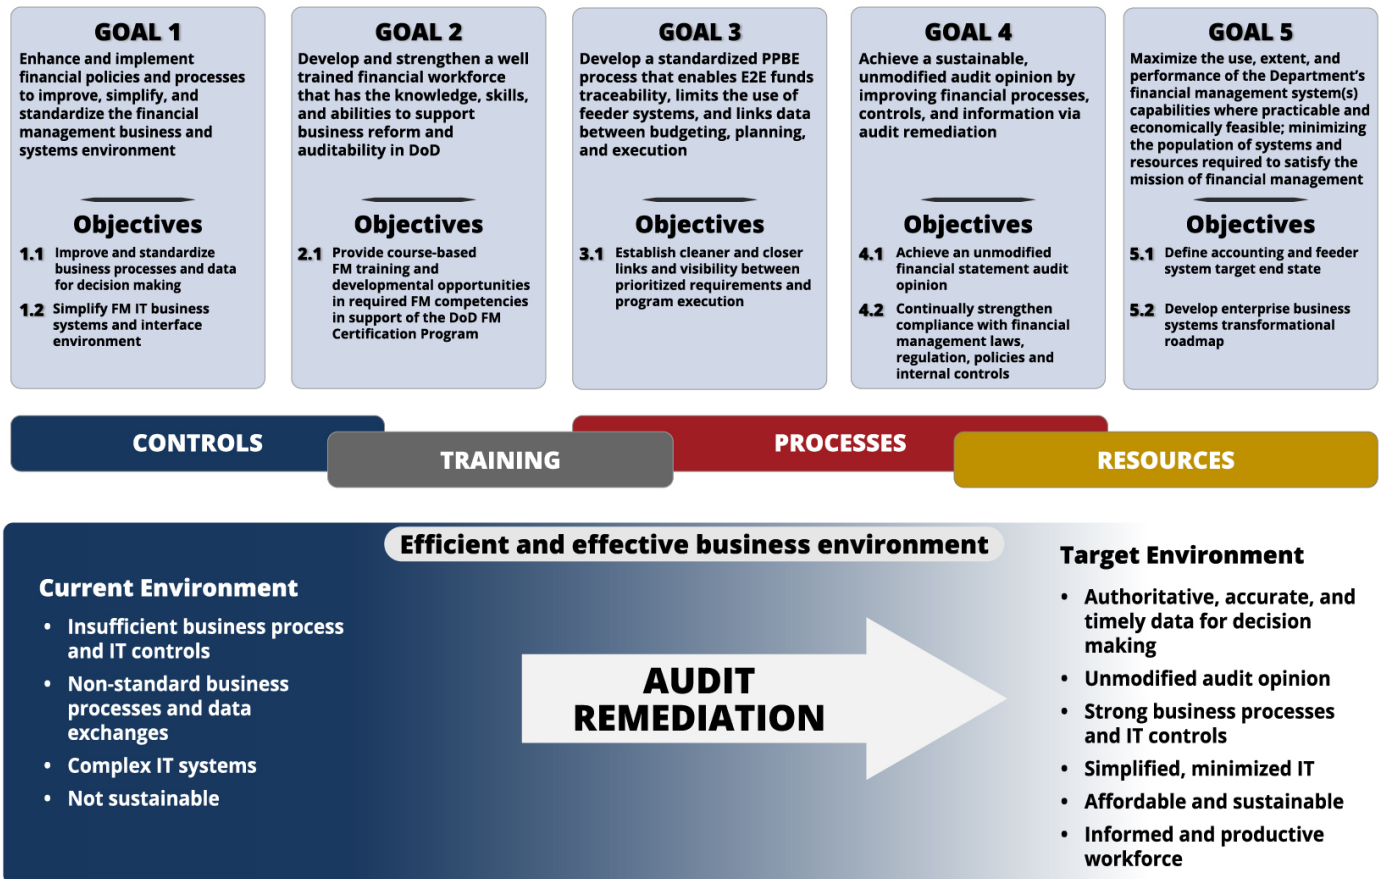 GOAL 1
Enhance and implement
financial policies and processes
to improve, simplify, and
standardize the financial
management business and
systems environment
Objectives
1.1 Improve and standardize
business processes and data
for decision making
1.2 Simplify FM IT business
systems and interface
environment
GOAL 2
Develop and strengthen a well
trained financial workforce
that has the knowledge, skills,
and abilities to support
business reform and
auditability in DoD
Objectives
2.1 Provide course-based
FM training and
developmental opportunities
in required FM competencies
in support of the DoD FM
Certification Program
GOAL 3
Develop a standardized PPBE
process that enables E2E funds
traceability, limits the use of
feeder systems, and links data
between budgeting, planning,
and execution
Objectives
3.1 Establish cleaner and closer
links and visibility between
prioritized requirements and
program execution
GOAL 4
Achieve a sustainable,
unmodified audit opinion by
improving financial processes,
controls, and information via
audit remediation
Objectives
4.1 Achieve an unmodified
financial statement audit
opinion
4.2 Continually strengthen
compliance with financial
management laws,
regulation, policies and
internal controls
GOAL 5
Maximize the use, extent, and
performance of the Department's
financial management system(s)
capabilities where practicable and
economically feasible; minimizing
the population of systems and
resources required to satisfy the
mission of financial management
Objectives
5.1 Define accounting and feeder
system target end state
5.2 Develop enterprise business
systems transformational
roadmap
CONTROLS
TRAINING
PROCESSES
RESOURCES
Efficient and effective business environment
Current Environment
• Insufficient business process
and IT controls
• Non-standard business
processes and data
exchanges
• Complex IT systems
• Not sustainable
AUDIT
REMEDIATION
Target Environment
• Authoritative, accurate, and
timely data for decision
making
• Unmodified audit opinion
• Strong business processes
and IT controls
• Simplified, minimized IT
• Affordable and sustainable
• Informed and productive
workforce